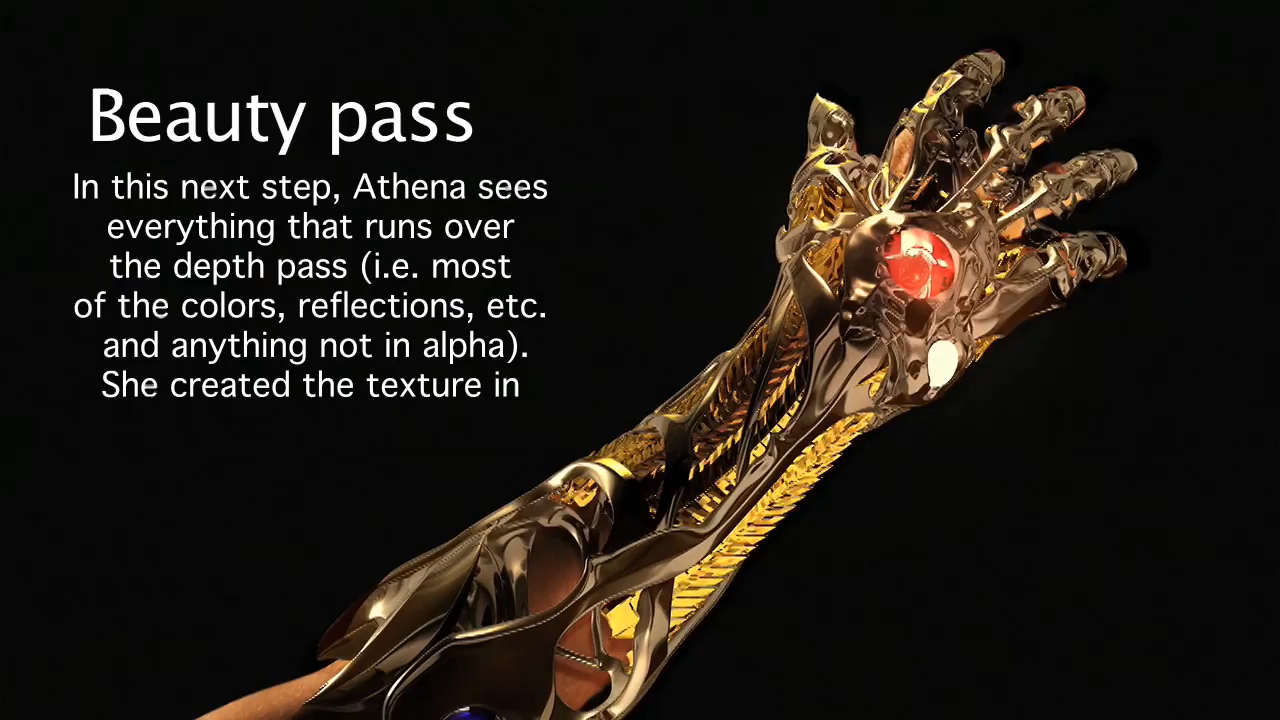 Beauty pass
In this next step, Athena sees
everything that runs over
the depth pass (i.e. most
of the colors, reflections, etc.
and anything not in alpha).
She created the texture in